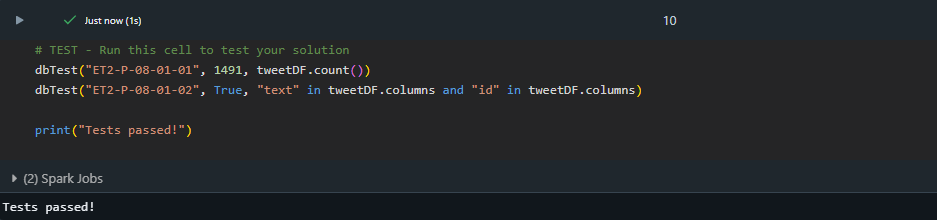 Just now (1s)
10
# TEST - Run this cell to test your solution
dbTest("ET2-P-08-01-01", 1491, tweetDF.count())
dbTest("ET2-P-08-01-02", True, "text" in tweetDF.columns and "id" in tweetDF.columns)
print("Tests passed!")
(2) Spark Jobs
Tests passed!